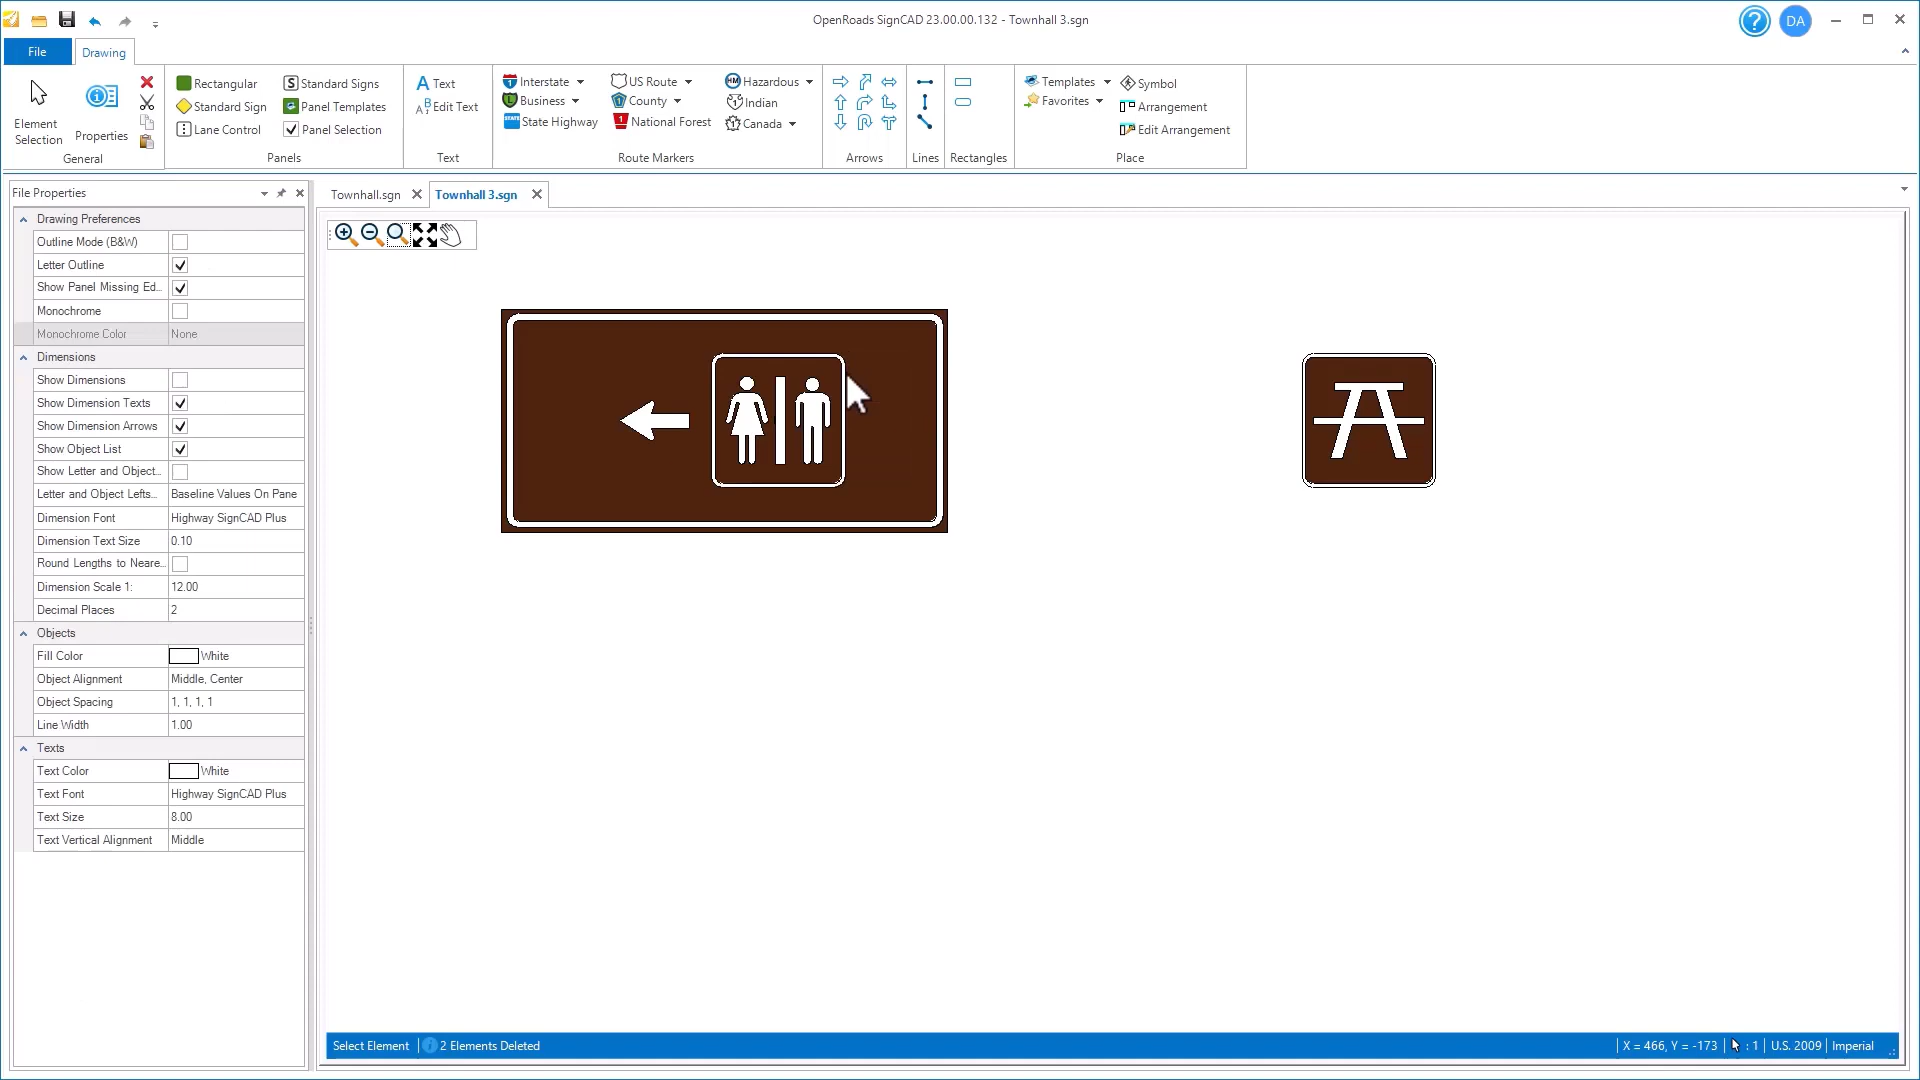 OpenRoads SignCAD 23.00.00.132 - Townhall 3.sgn
? DA
File Drawing
Element Selection
Properties
General
Rectangular
Standard Sign
Lane Control
Standard Signs
Panel Templates
Panel Selection
Panels
Text
Edit Text
Text
Interstate
Business
State Highway
US Route
County
National Forest
Hazardous
Indian
Canada
Route Markers
Arrows
Lines
Rectangles
Templates
Favorites
Symbol
Arrangement
Edit Arrangement
Place
File Properties
Townhall.sgn Townhall 3.sgn
Drawing Preferences
Outline Mode (B&W)
Letter Outline
Show Panel Missing Ed...
Monochrome
Monochrome Color None
Dimensions
Show Dimensions
Show Dimension Texts
Show Dimension Arrows
Show Object List
Show Letter and Object...
Letter and Object Lefts... Baseline Values On Pane
Dimension Font Highway SignCAD Plus
Dimension Text Size 0.10
Round Lengths to Neare...
Dimension Scale 1: 12.00
Decimal Places 2
Objects
Fill Color White
Object Alignment Middle, Center
Object Spacing 1, 1, 1, 1
Line Width 1.00
Texts
Text Color White
Text Font Highway SignCAD Plus
Text Size 8.00
Text Vertical Alignment Middle
Select Element 2 Elements Deleted X = 466, Y = -173 : 1 U.S. 2009 Imperial